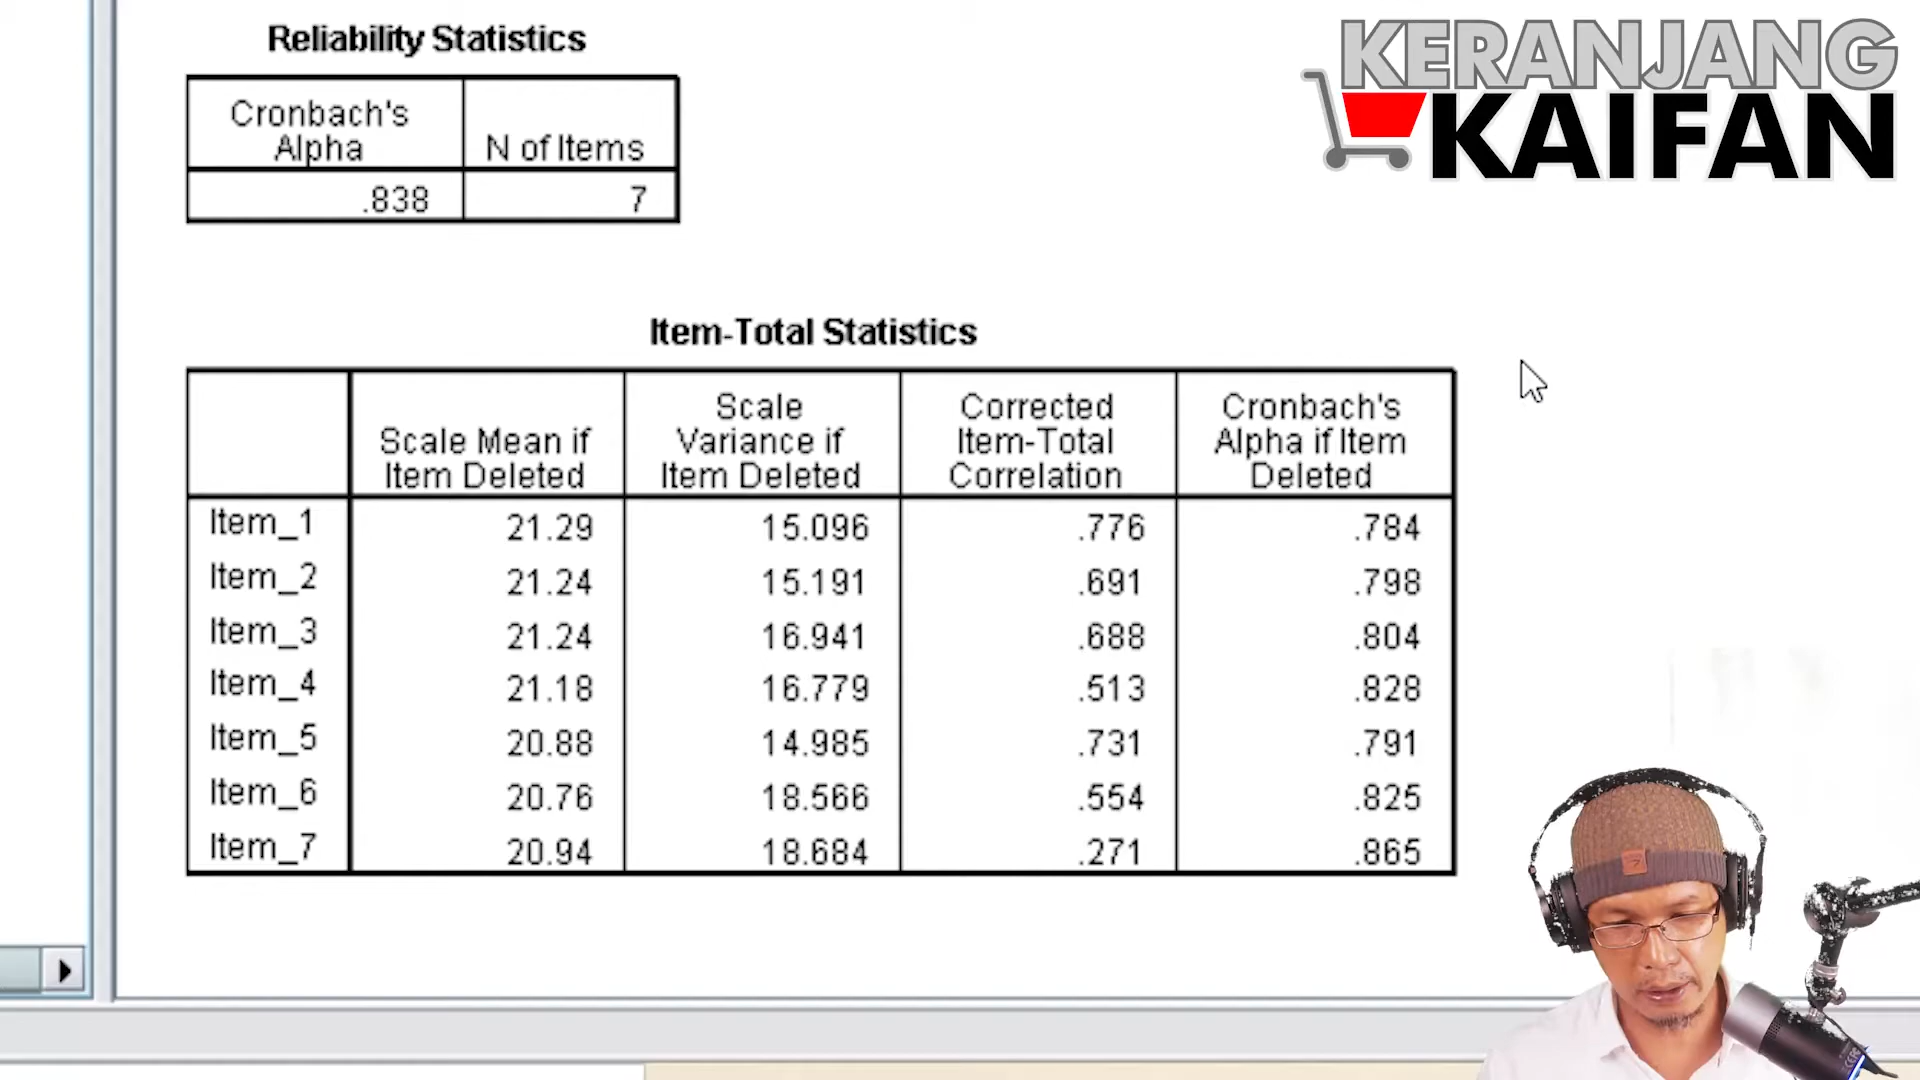 KERANJANG
KAIFAN
Reliability Statistics
Cronbach's Alpha N of Items
.838 7
Item-Total Statistics
Scale Mean if Item Deleted Scale Variance if Item Deleted Corrected Item-Total Correlation Cronbach's Alpha if Item Deleted
Item_1 21.29 15.096 .776 .784
Item_2 21.24 15.191 .691 .798
Item_3 21.24 16.941 .688 .804
Item_4 21.18 16.779 .513 .828
Item_5 20.88 14.985 .731 .791
Item_6 20.76 18.566 .554 .825
Item_7 20.94 18.684 .271 .865